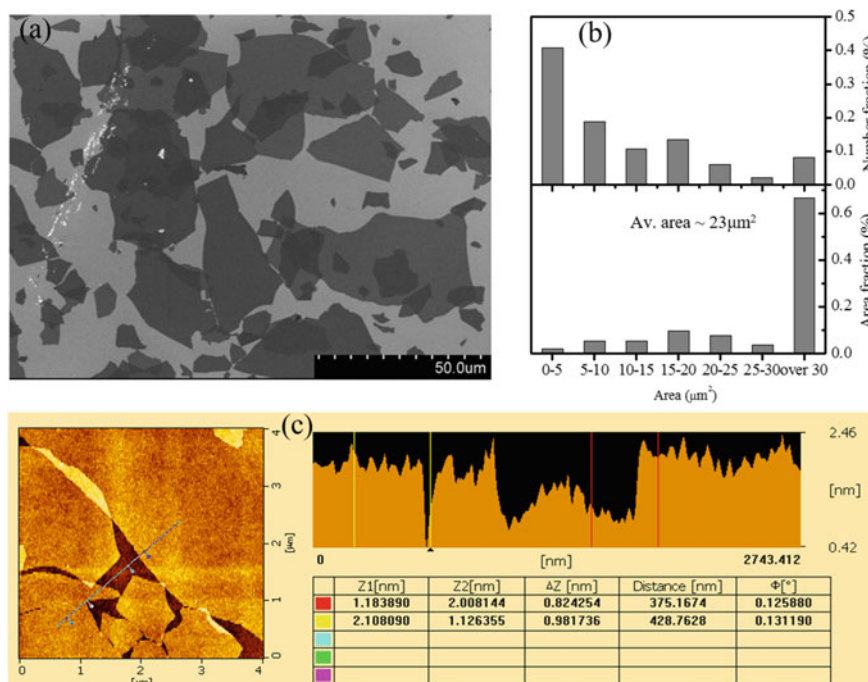 (a)
50.0um
(b)
0.5
0.4
0.3
0.2
0.1
0.0
Number fraction (%)
Av. area ~ 23μm²
0.6
0.4
0.2
0.0
Area fraction (%)
0-5 5-10 10-15 15-20 20-25 25-30 over 30
Area (μm²)
(c)
4
3
2
1
0
[μm]
0 1 2 3 4
[μm]
2.46
[nm]
0.42
0 [nm] 2743.412
Z1[nm] Z2[nm] ΔZ [nm] Distance [nm] Φ[°]
1.183890 2.008144 0.824254 375.1674 0.125880
2.108090 1.126355 0.981736 428.7628 0.131190